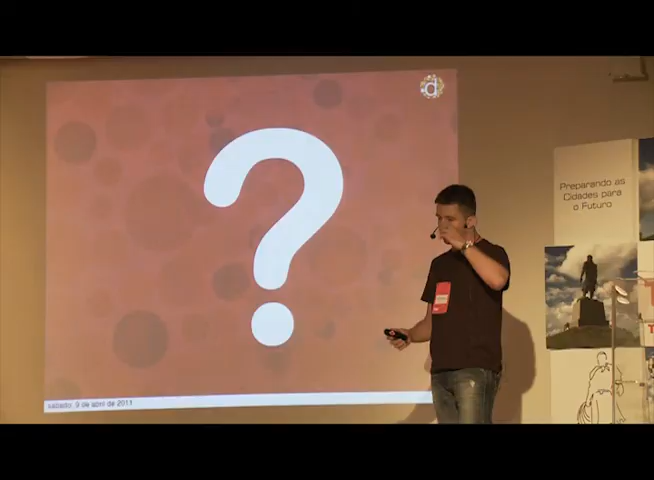 ?
d
sábado, 9 de abril de 2011
Preparando as
Cidades para
o Futuro
T
T